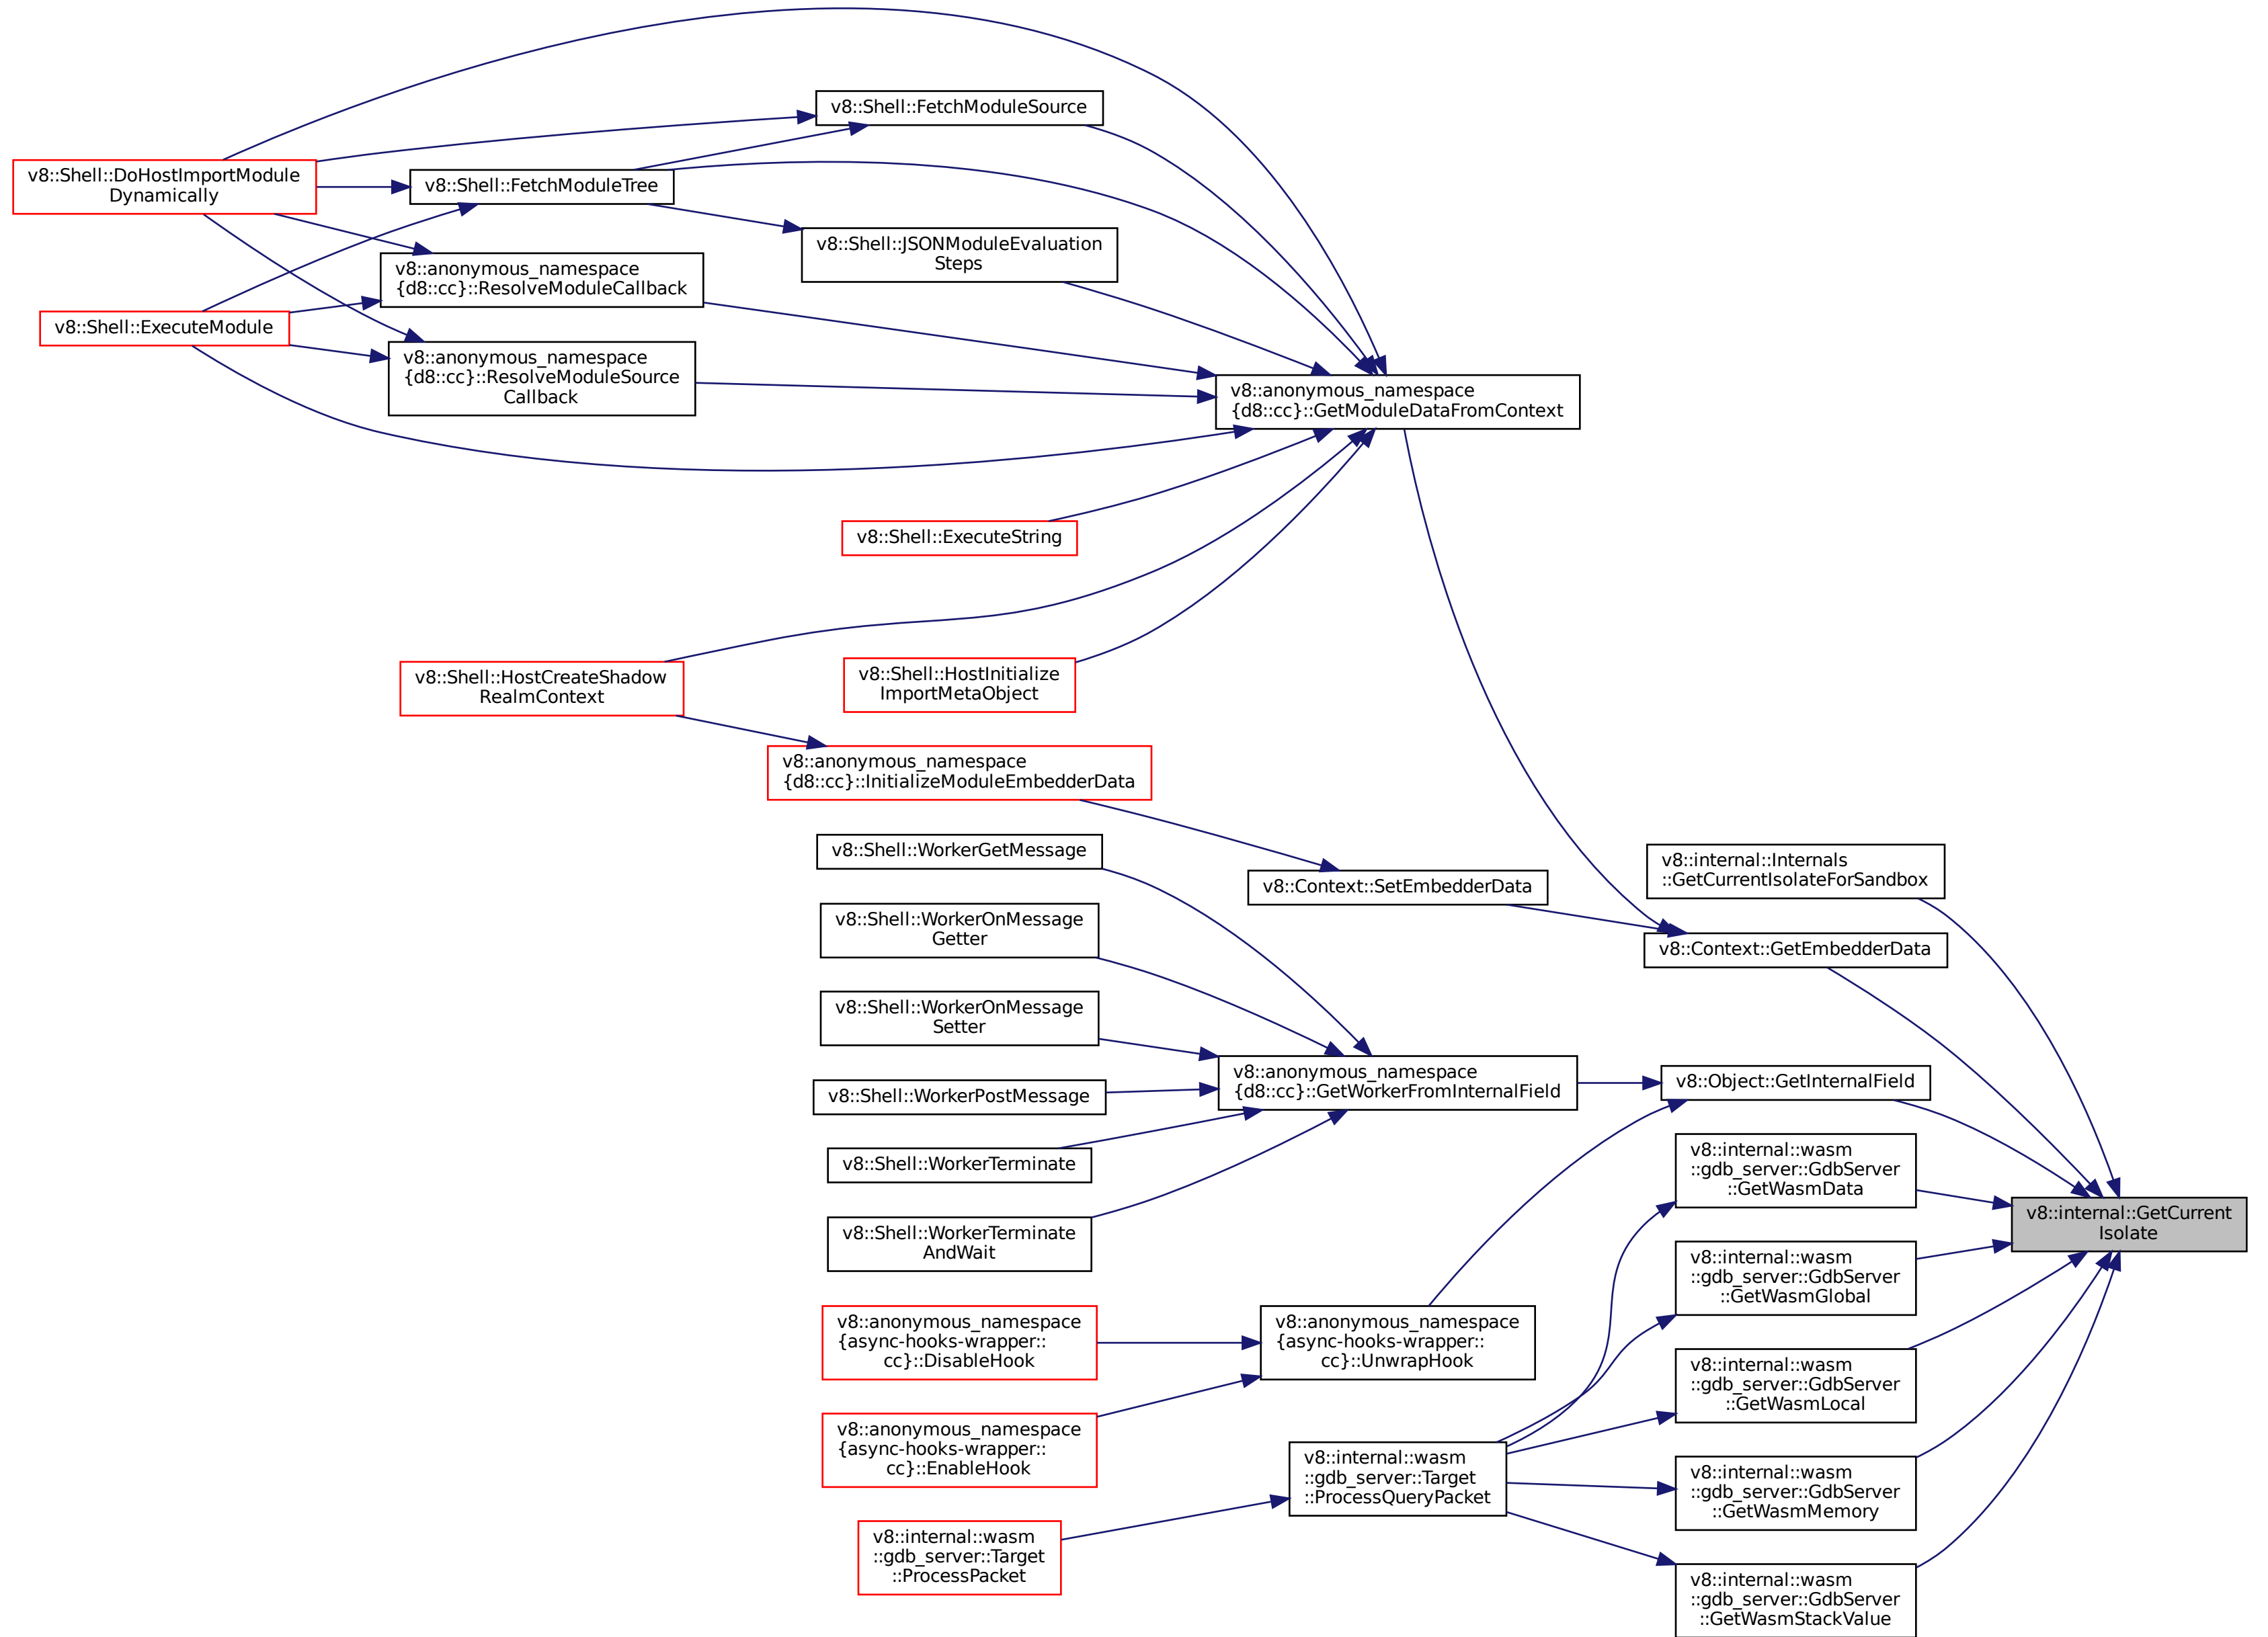 v8::Shell::FetchModuleSource
v8::Shell::DoHostImportModule
Dynamically
v8::Shell::FetchModuleTree
v8::Shell::JSONModuleEvaluation
Steps
v8::anonymous_namespace
{d8::cc}::ResolveModuleCallback
v8::Shell::ExecuteModule
v8::anonymous_namespace
{d8::cc}::ResolveModuleSource
Callback
v8::anonymous_namespace
{d8::cc}::GetModuleDataFromContext
v8::Shell::ExecuteString
v8::Shell::HostCreateShadow
RealmContext
v8::Shell::HostInitialize
ImportMetaObject
v8::anonymous_namespace
{d8::cc}::InitializeModuleEmbedderData
v8::Shell::WorkerGetMessage
v8::Context::SetEmbedderData
v8::internal::Internals
::GetCurrentIsolateForSandbox
v8::Shell::WorkerOnMessage
Getter
v8::Context::GetEmbedderData
v8::Shell::WorkerOnMessage
Setter
v8::anonymous_namespace
{d8::cc}::GetWorkerFromInternalField
v8::Object::GetInternalField
v8::Shell::WorkerPostMessage
v8::Shell::WorkerTerminate
v8::internal::wasm
::gdb_server::GdbServer
::GetWasmData
v8::Shell::WorkerTerminate
AndWait
v8::internal::GetCurrent
Isolate
v8::internal::wasm
::gdb_server::GdbServer
::GetWasmGlobal
v8::anonymous_namespace
{async-hooks-wrapper::
cc}::DisableHook
v8::anonymous_namespace
{async-hooks-wrapper::
cc}::UnwrapHook
v8::internal::wasm
::gdb_server::GdbServer
::GetWasmLocal
v8::anonymous_namespace
{async-hooks-wrapper::
cc}::EnableHook
v8::internal::wasm
::gdb_server::Target
::ProcessQueryPacket
v8::internal::wasm
::gdb_server::GdbServer
::GetWasmMemory
v8::internal::wasm
::gdb_server::Target
::ProcessPacket
v8::internal::wasm
::gdb_server::GdbServer
::GetWasmStackValue